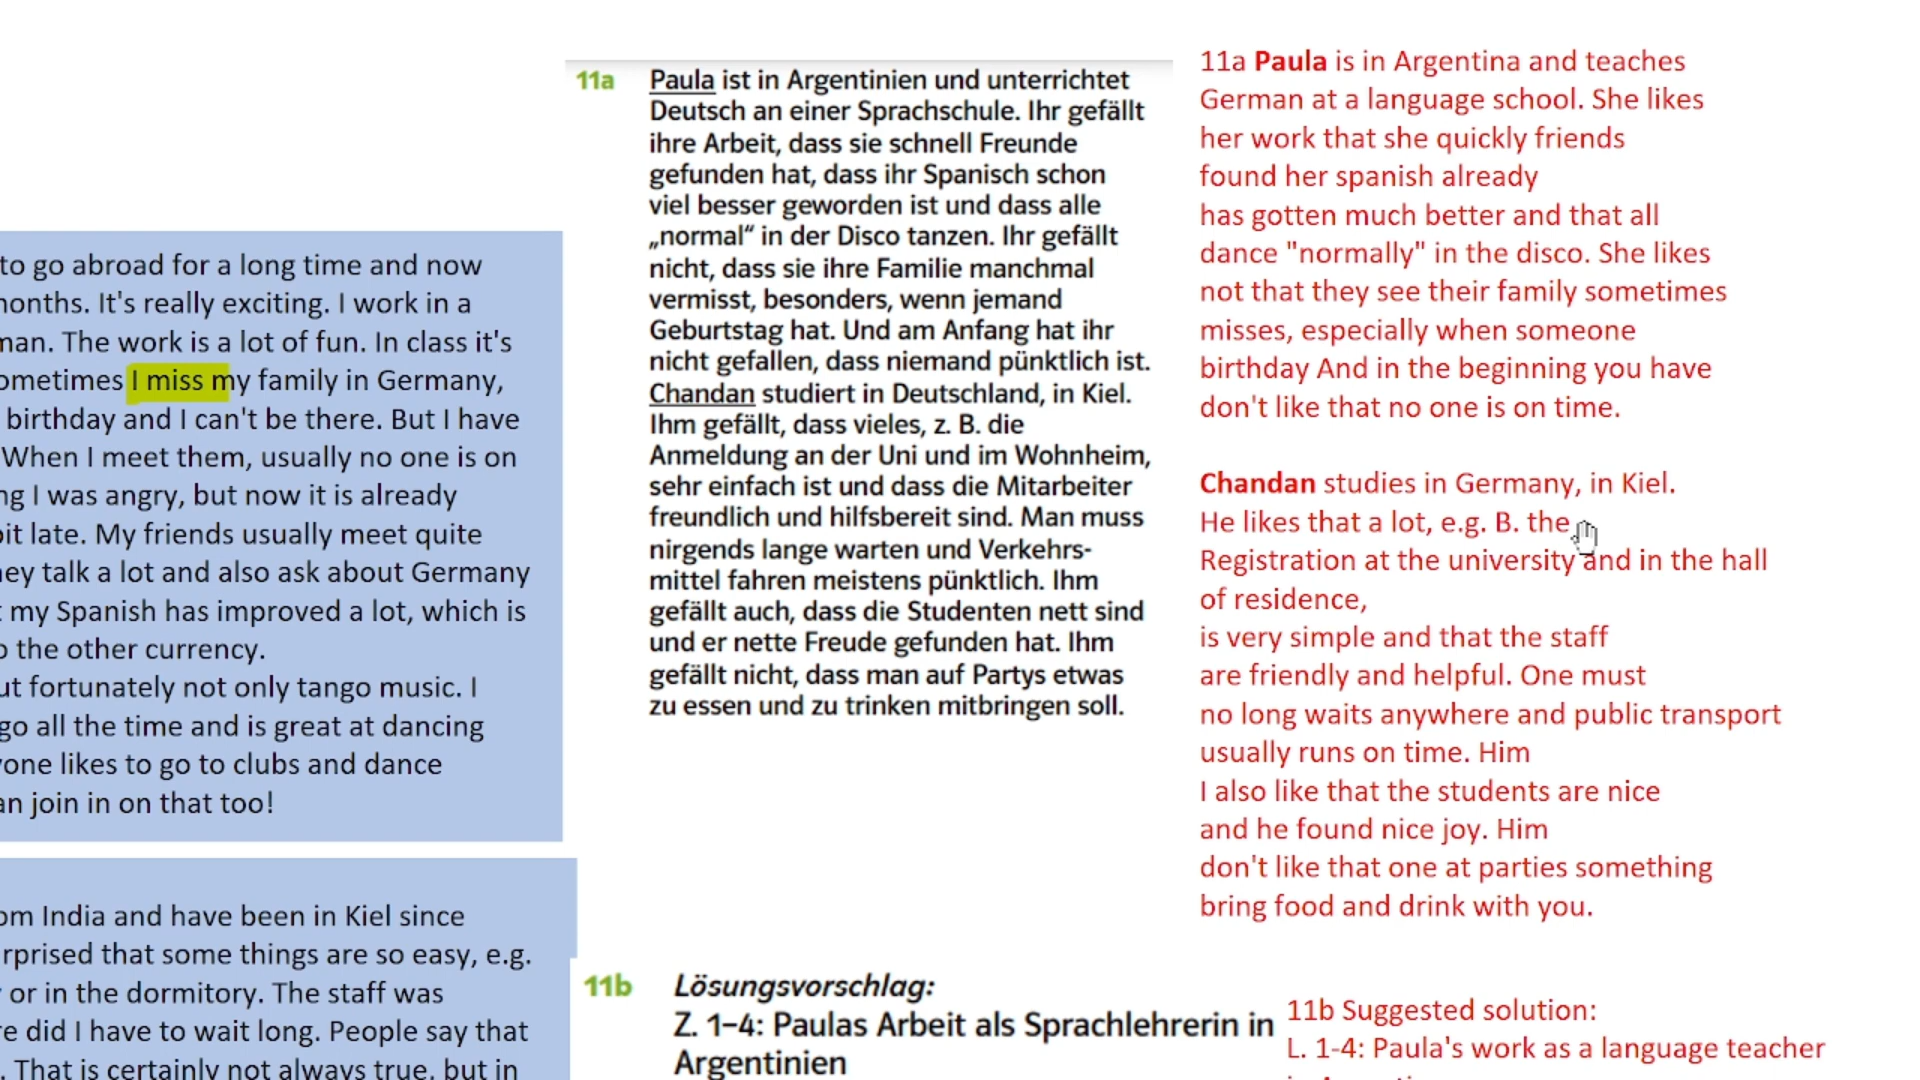 to go abroad for a long time and now
months. It's really exciting. I work in a
man. The work is a lot of fun. In class it's
ometimes I miss my family in Germany,
birthday and I can't be there. But I have
When I meet them, usually no one is on
ng I was angry, but now it is already
bit late. My friends usually meet quite
hey talk a lot and also ask about Germany
my Spanish has improved a lot, which is
o the other currency.
ut fortunately not only tango music. I
go all the time and is great at dancing
yone likes to go to clubs and dance
an join in on that too!
om India and have been in Kiel since
rprised that some things are so easy, e.g.
or in the dormitory. The staff was
re did I have to wait long. People say that
. That is certainly not always true, but in
11a Paula ist in Argentinien und unterrichtet
Deutsch an einer Sprachschule. Ihr gefällt
ihre Arbeit, dass sie schnell Freunde
gefunden hat, dass ihr Spanisch schon
viel besser geworden ist und dass alle
„normal“ in der Disco tanzen. Ihr gefällt
nicht, dass sie ihre Familie manchmal
vermisst, besonders, wenn jemand
Geburtstag hat. Und am Anfang hat ihr
nicht gefallen, dass niemand pünktlich ist.
Chandan studiert in Deutschland, in Kiel.
Ihm gefällt, dass vieles, z. B. die
Anmeldung an der Uni und im Wohnheim,
sehr einfach ist und dass die Mitarbeiter
freundlich und hilfsbereit sind. Man muss
nirgends lange warten und Verkehrs-
mittel fahren meistens pünktlich. Ihm
gefällt auch, dass die Studenten nett sind
und er nette Freude gefunden hat. Ihm
gefällt nicht, dass man auf Partys etwas
zu essen und zu trinken mitbringen soll.
11b Lösungsvorschlag:
Z. 1–4: Paulas Arbeit als Sprachlehrerin in
Argentinien
11a Paula is in Argentina and teaches
German at a language school. She likes
her work that she quickly friends
found her spanish already
has gotten much better and that all
dance "normally" in the disco. She likes
not that they see their family sometimes
misses, especially when someone
birthday And in the beginning you have
don't like that no one is on time.
Chandan studies in Germany, in Kiel.
He likes that a lot, e.g. B. the
Registration at the university and in the hall
of residence,
is very simple and that the staff
are friendly and helpful. One must
no long waits anywhere and public transport
usually runs on time. Him
I also like that the students are nice
and he found nice joy. Him
don't like that one at parties something
bring food and drink with you.
11b Suggested solution:
L. 1-4: Paula's work as a language teacher